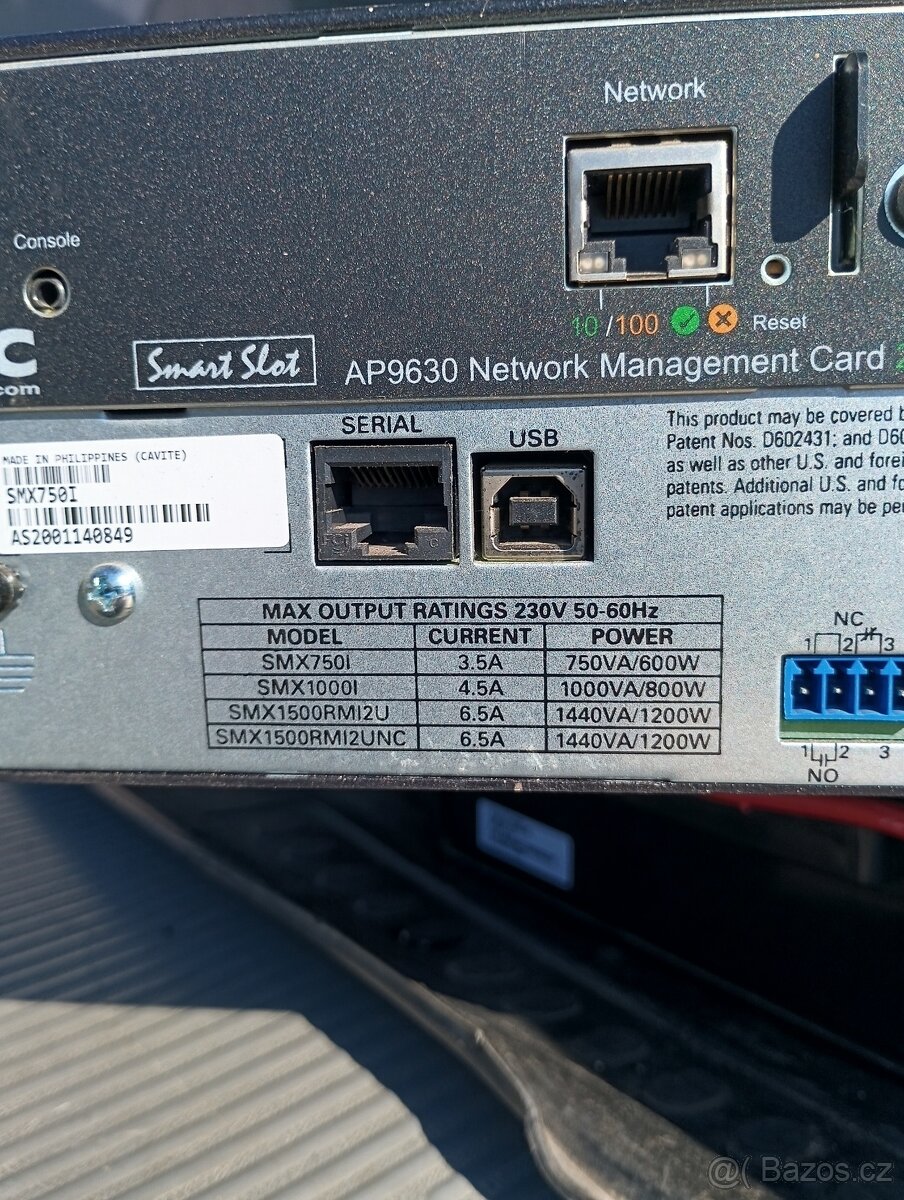 Network
Console
10/100 Reset
C
com
Smart Slot
AP9630 Network Management Card 2
SERIAL
USB
This product may be covered b
Patent Nos. D602431; and D60
as well as other U.S. and forei
patents. Additional U.S. and fo
patent applications may be pe
MADE IN PHILIPPINES (CAVITE)
SMX750I
AS2001140849
MAX OUTPUT RATINGS 230V 50-60Hz
MODEL CURRENT POWER
SMX750I 3.5A 750VA/600W
SMX1000I 4.5A 1000VA/800W
SMX1500RMI2U 6.5A 1440VA/1200W
SMX1500RMI2UNC 6.5A 1440VA/1200W
NC
1 2 3
1 2 3
NO
@( Bazos.cz